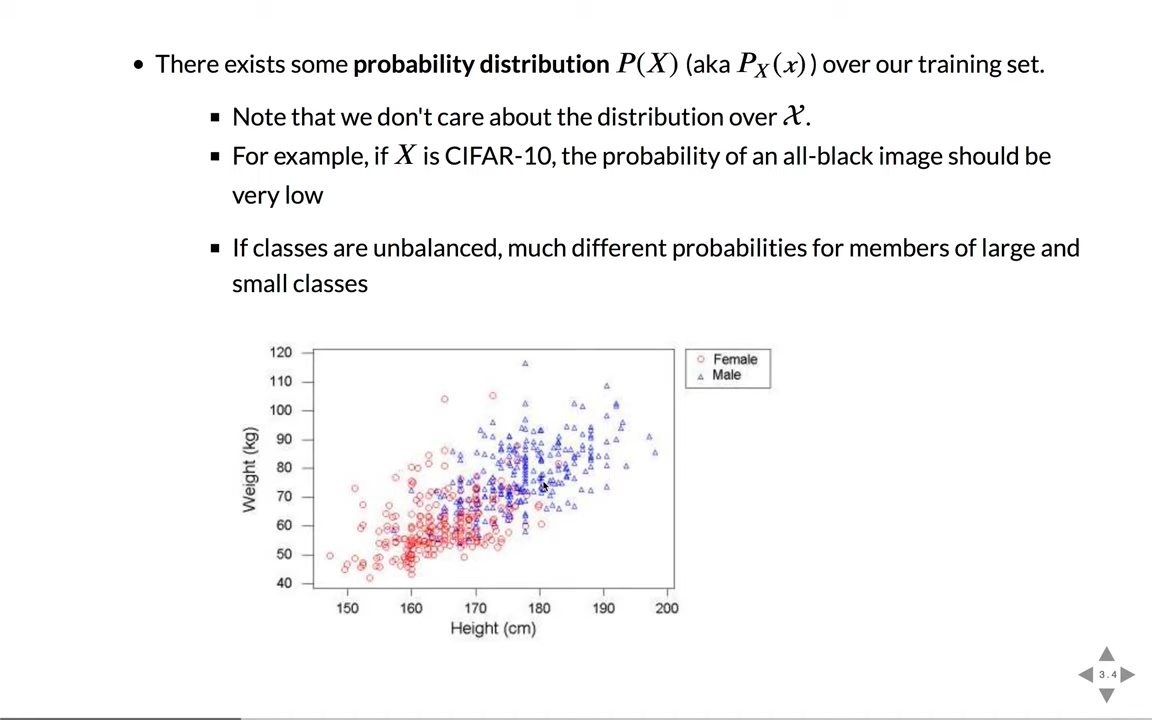 There exists some probability distribution P(X) (aka P_X(x)) over our training set.
Note that we don't care about the distribution over 𝒳.
For example, if X is CIFAR-10, the probability of an all-black image should be
very low
If classes are unbalanced, much different probabilities for members of large and
small classes
120
110
100
90
80
70
60
50
40
Weight (kg)
150 160 170 180 190 200
Height (cm)
Female
Male
3.4